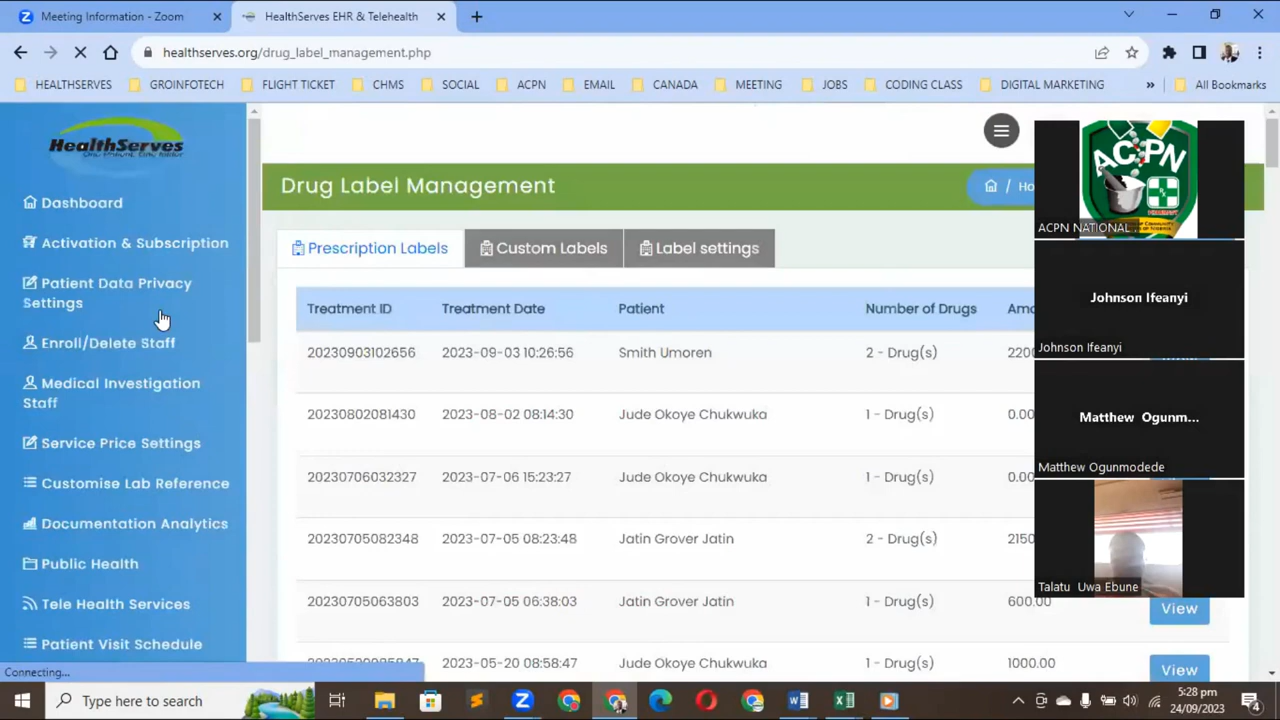 Meeting Information - Zoom
HealthServes EHR & Telehealth
healthserves.org/drug_label_management.php
HEALTHSERVES GROINFOTECH FLIGHT TICKET CHMS SOCIAL ACPN EMAIL CANADA MEETING JOBS CODING CLASS DIGITAL MARKETING » All Bookmarks
HealthServes
Dashboard
Activation & Subscription
Patient Data Privacy
Settings
Enroll/Delete Staff
Medical Investigation
Staff
Service Price Settings
Customise Lab Reference
Documentation Analytics
Public Health
Tele Health Services
Patient Visit Schedule
Connecting...
Drug Label Management
/ Ho
Prescription Labels Custom Labels Label settings
Treatment ID Treatment Date Patient Number of Drugs Amo
20230903102656 2023-09-03 10:26:56 Smith Umoren 2 - Drug(s) 2200
20230802081430 2023-08-02 08:14:30 Jude Okoye Chukwuka 1 - Drug(s) 0.00
20230706032327 2023-07-06 15:23:27 Jude Okoye Chukwuka 1 - Drug(s) 0.00
20230705082348 2023-07-05 08:23:48 Jatin Grover Jatin 2 - Drug(s) 2150
20230705063803 2023-07-05 06:38:03 Jatin Grover Jatin 1 - Drug(s) 600.00 View
2023-05-20 08:58:47 Jude Okoye Chukwuka 1 - Drug(s) 1000.00 View
ACPN
ACPN NATIONAL ...
Johnson Ifeanyi
Johnson Ifeanyi
Matthew Ogunm...
Matthew Ogunmodede
Talatu Uwa Ebune
Type here to search
5:28 pm
24/09/2023
4